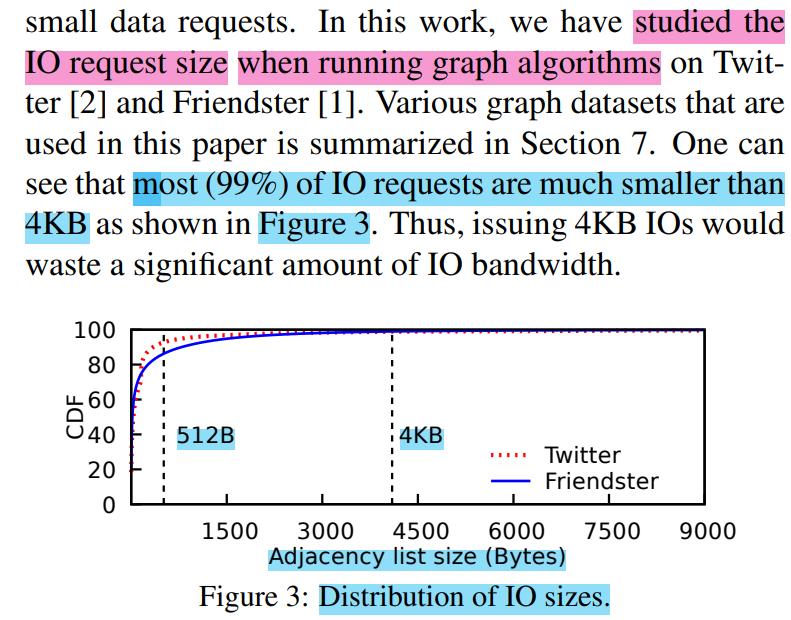 small data requests. In this work, we have studied the
IO request size when running graph algorithms on Twit-
ter [2] and Friendster [1]. Various graph datasets that are
used in this paper is summarized in Section 7. One can
see that most (99%) of IO requests are much smaller than
4KB as shown in Figure 3. Thus, issuing 4KB IOs would
waste a significant amount of IO bandwidth.
100
80
60
40
20
0
CDF
512B
4KB
Twitter
Friendster
1500 3000 4500 6000 7500 9000
Adjacency list size (Bytes)
Figure 3: Distribution of IO sizes.